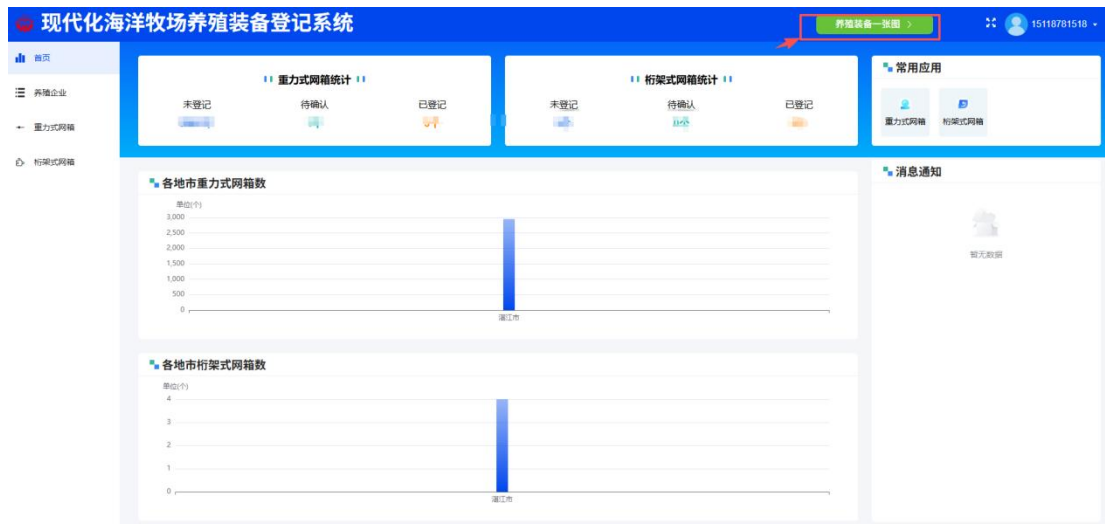 现代化海洋牧场养殖装备登记系统
养殖装备一张图 >
15118781518
首页
养殖企业
重力式网箱
桁架式网箱
重力式网箱统计
未登记 待确认 已登记
桁架式网箱统计
未登记 待确认 已登记
常用应用
重力式网箱 桁架式网箱
消息通知
暂无数据
各地市重力式网箱数
单位(个)
3,000
2,500
2,000
1,500
1,000
500
0
湛江市
各地市桁架式网箱数
单位(个)
4
3
2
1
0
湛江市